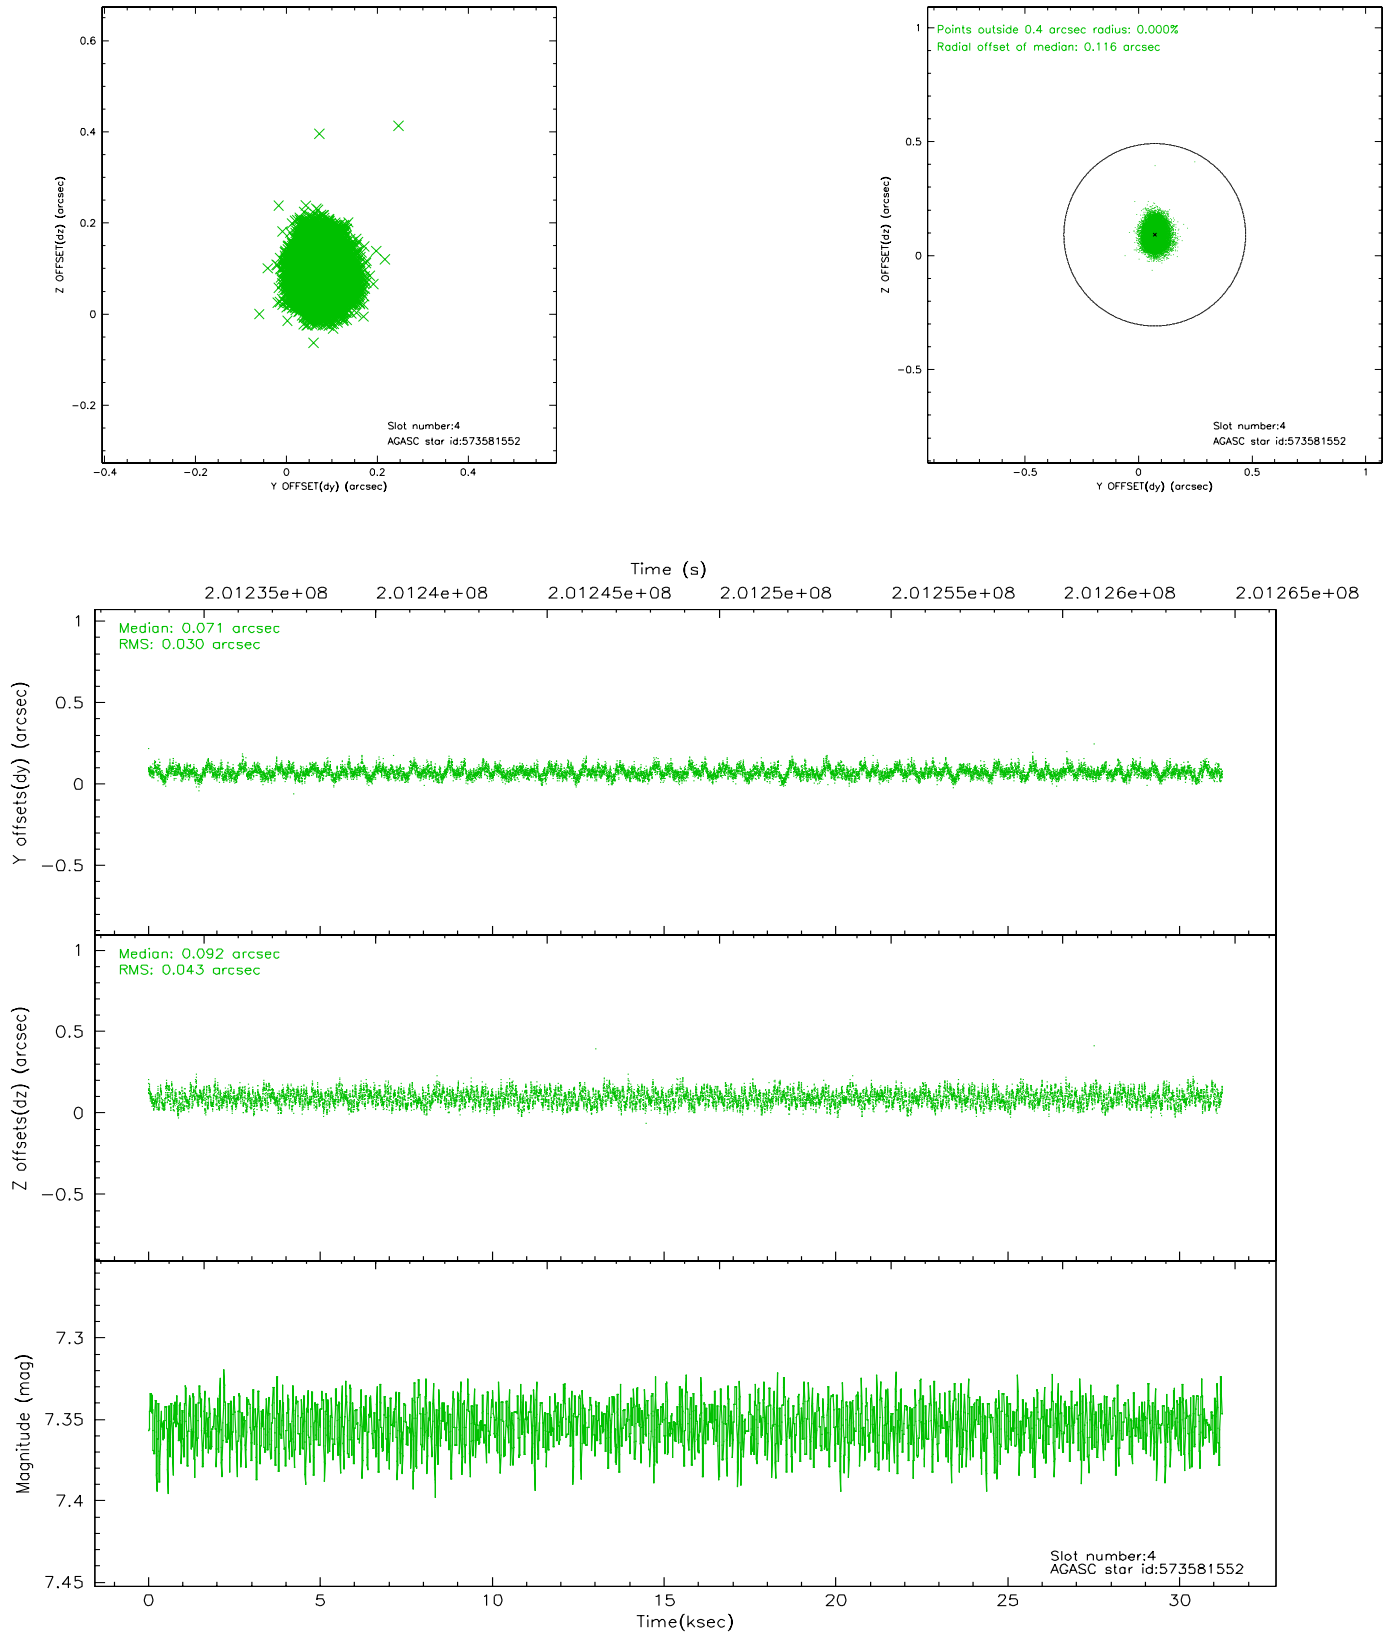 0.6
0.4
0.2
0
−0.2
−0.4
0
0.2
0.4
Z OFFSET(dz) (arcsec)
Y OFFSET(dy) (arcsec)
Slot number:4
AGASC star id:573581552
Points outside 0.4 arcsec radius: 0.000%
Radial offset of median: 0.116 arcsec
1
0.5
0
−0.5
−0.5
0
0.5
1
Z OFFSET(dz) (arcsec)
Y OFFSET(dy) (arcsec)
Slot number:4
AGASC star id:573581552
Time (s)
2.01235e+08 2.0124e+08 2.01245e+08 2.0125e+08 2.01255e+08 2.0126e+08 2.01265e+08
Median: 0.071 arcsec
RMS: 0.030 arcsec
1
0.5
0
−0.5
Y offsets(dy) (arcsec)
Median: 0.092 arcsec
RMS: 0.043 arcsec
1
0.5
0
−0.5
Z offsets(dz) (arcsec)
7.3
7.35
7.4
7.45
Magnitude (mag)
Slot number:4
AGASC star id:573581552
0 5 10 15 20 25 30
Time(ksec)